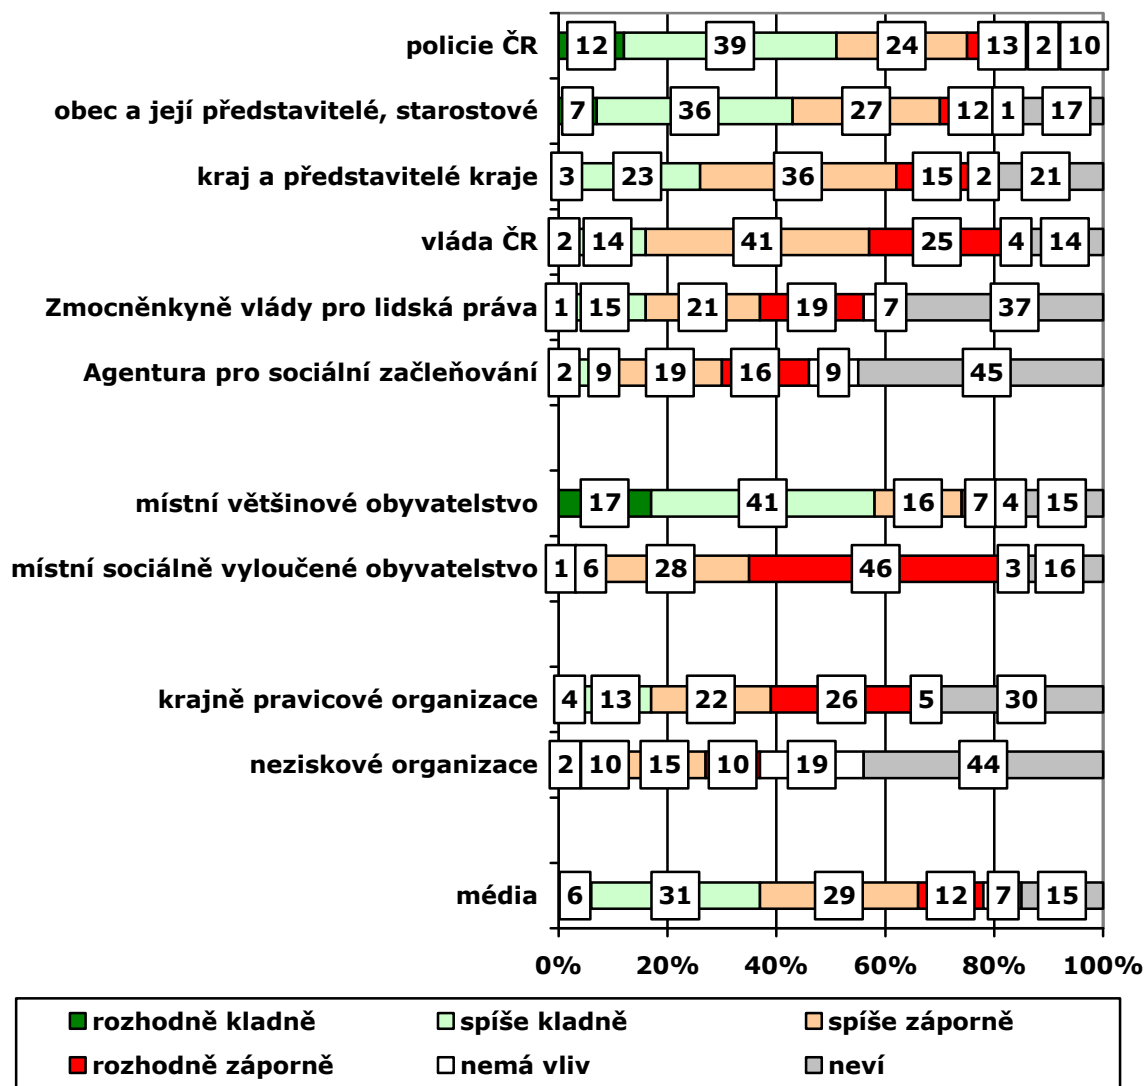 policie ČR 12 39 24 13 2 10
obec a její představitelé, starostové 7 36 27 12 1 17
kraj a představitelé kraje 3 23 36 15 2 21
vláda ČR 2 14 41 25 4 14
Zmocněnkyně vlády pro lidská práva 1 15 21 19 7 37
Agentura pro sociální začleňování 2 9 19 16 9 45
místní většinové obyvatelstvo 17 41 16 7 4 15
místní sociálně vyloučené obyvatelstvo 1 6 28 46 3 16
krajně pravicové organizace 4 13 22 26 5 30
neziskové organizace 2 10 15 10 19 44
média 6 31 29 12 7 15
0% 20% 40% 60% 80% 100%
rozhodně kladně spíše kladně spíše záporně
rozhodně záporně nemá vliv neví